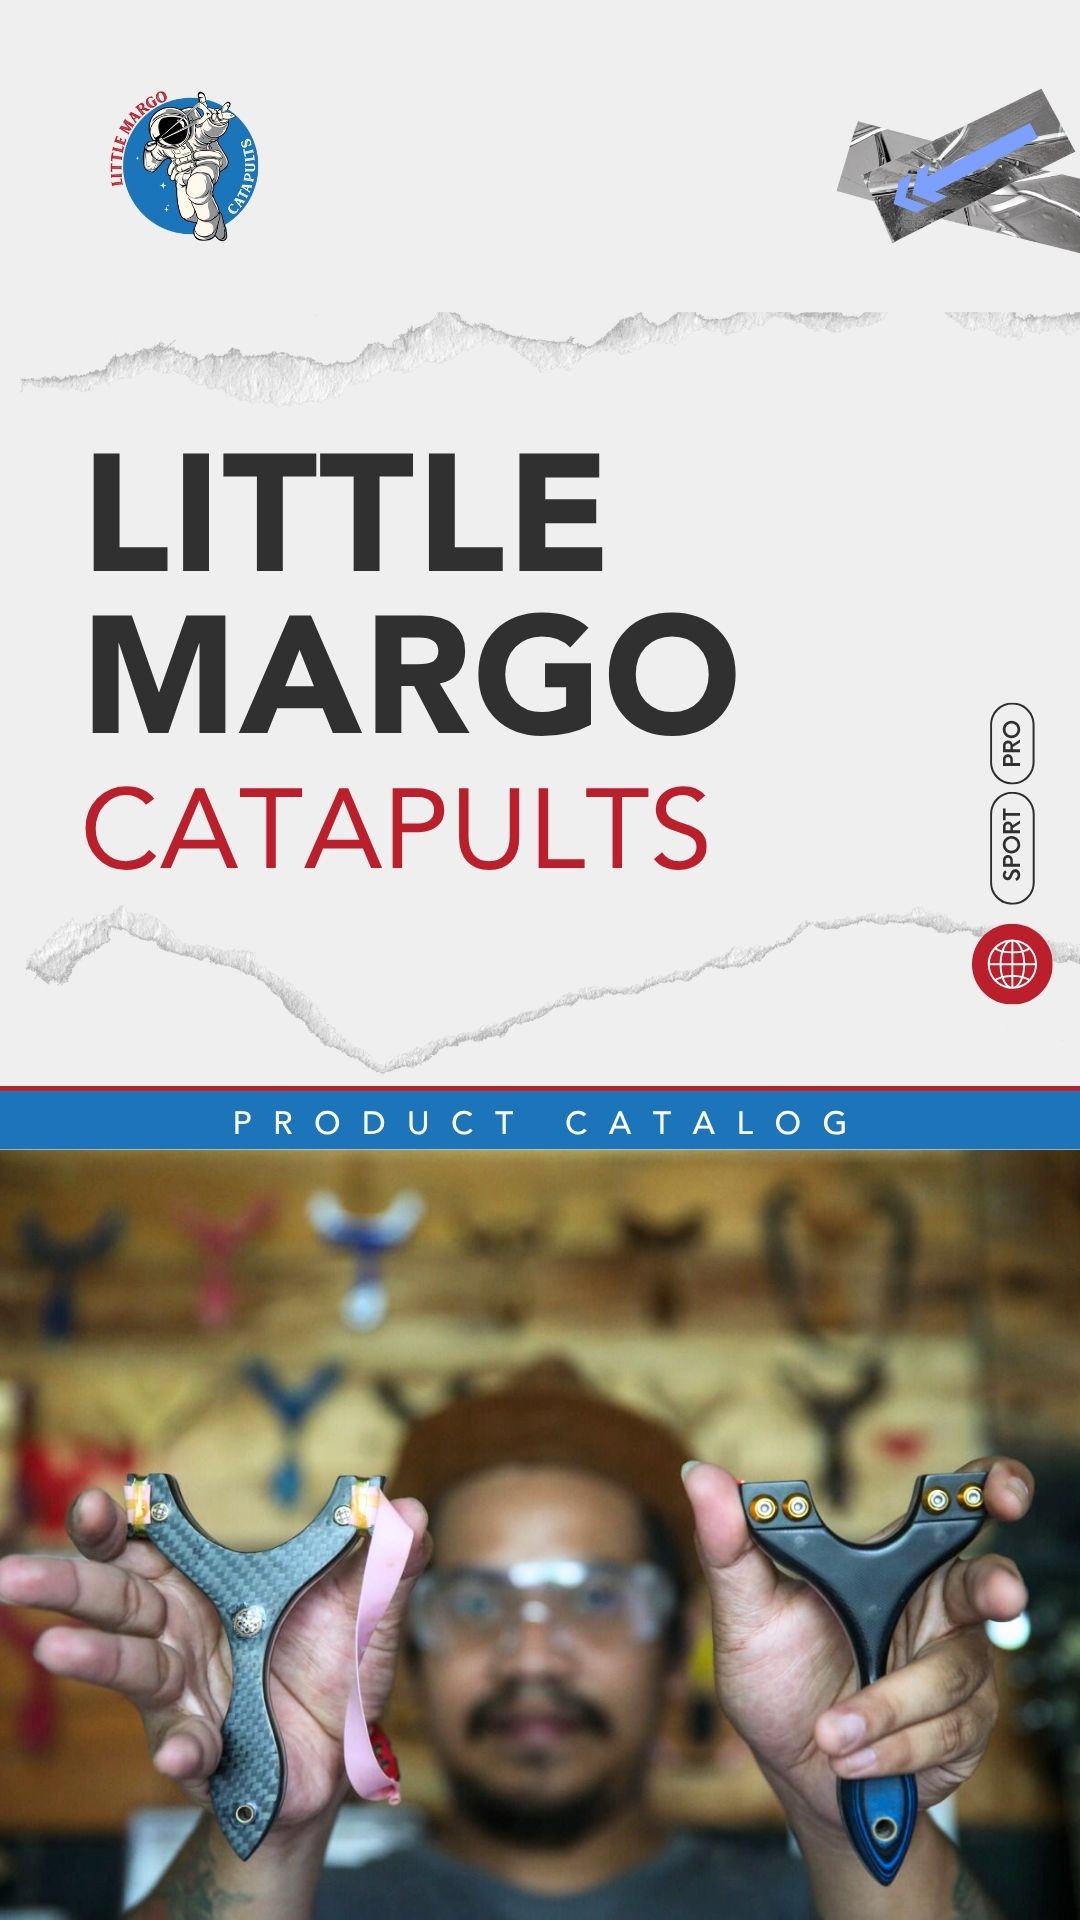 LITTLE MARGO
CATAPULTS
LITTLE
MARGO
CATAPULTS
PRO
SPORT
PRODUCT CATALOG